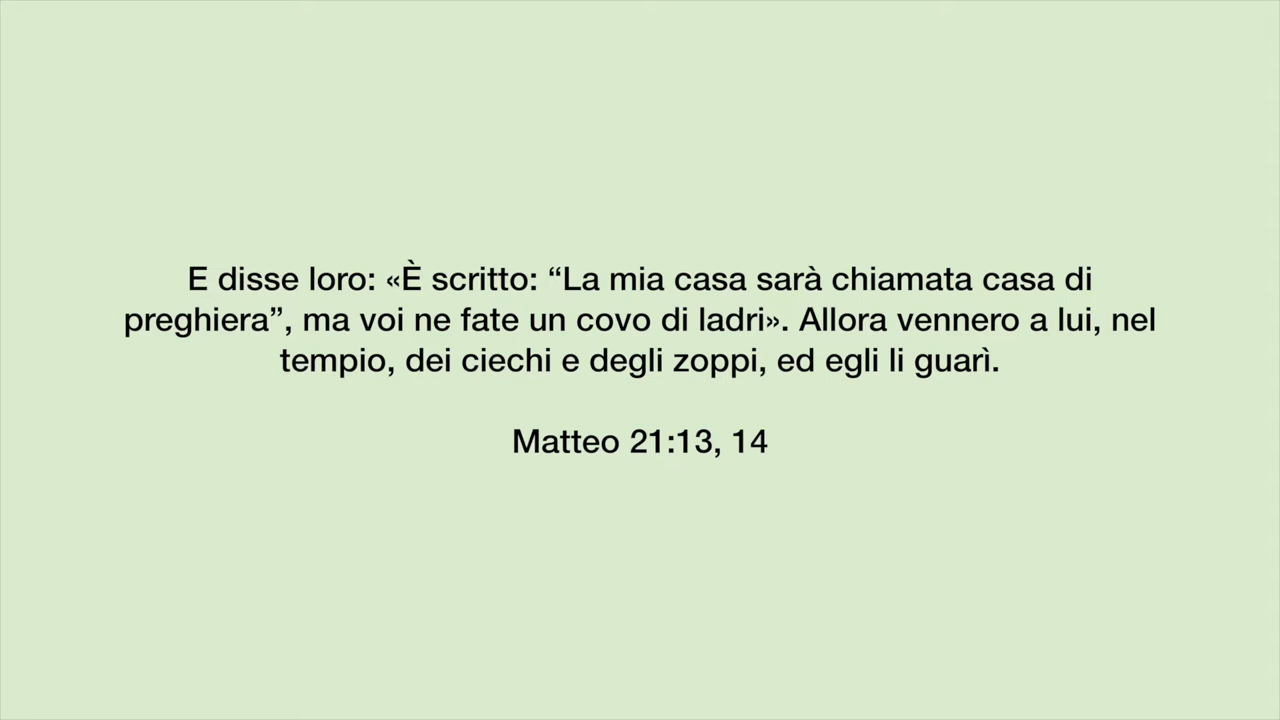 E disse loro: «È scritto: “La mia casa sarà chiamata casa di
preghiera”, ma voi ne fate un covo di ladri». Allora vennero a lui, nel
tempio, dei ciechi e degli zoppi, ed egli li guarì.
Matteo 21:13, 14